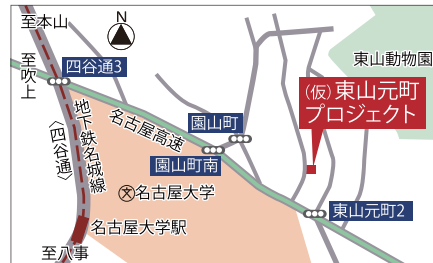 至本山
N
至吹上
四谷通3
東山動物園
(仮)東山元町
プロジェクト
地下鉄名城線
〈四谷通〉
名古屋高速
園山町
園山町南
文
名古屋大学
東山元町2
名古屋大学駅
至八事